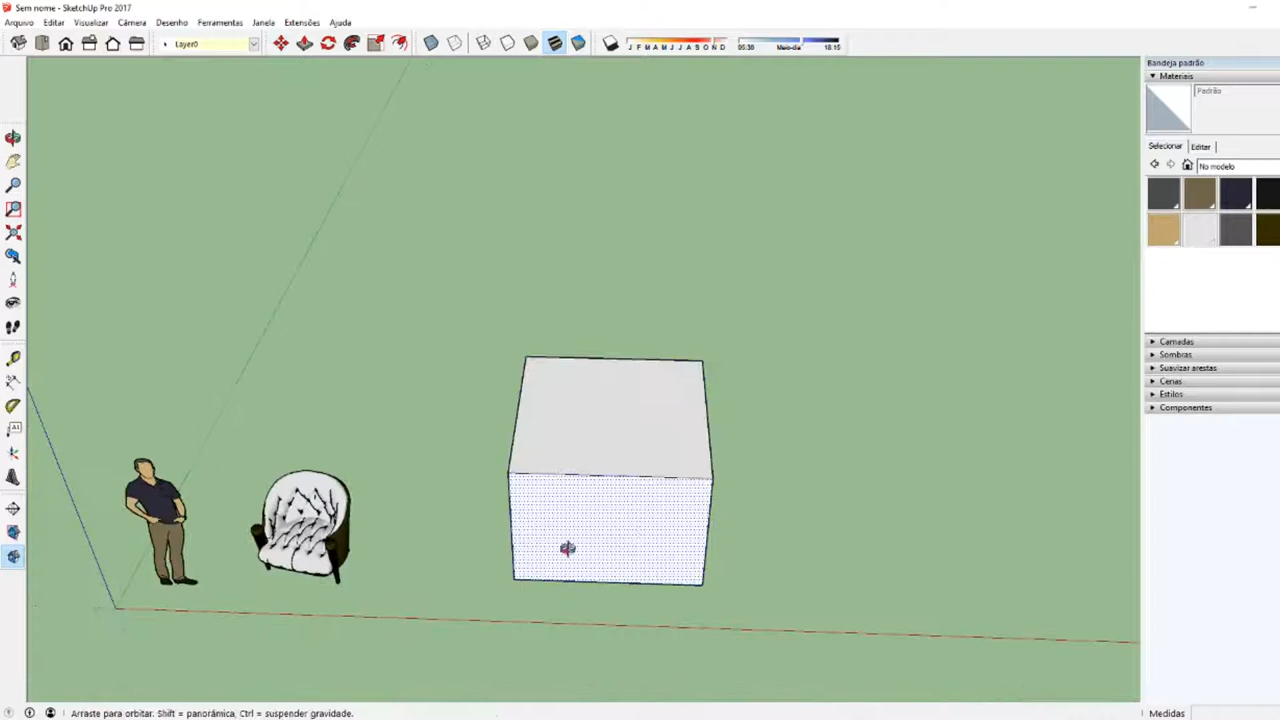 Sem nome - SketchUp Pro 2017
Arquivo Editar Visualizar Câmera Desenho Ferramentas Janela Extensões Ajuda
Layer0
J F M A M J J A S O N D
05:38 Meio-dia 18:15
Bandeja padrão
Materiais
Padrão
Selecionar Editar
No modelo
Camadas
Sombras
Suavizar arestas
Cenas
Estilos
Componentes
A1
Arraste para orbitar. Shift = panorâmica, Ctrl = suspender gravidade.
Medidas